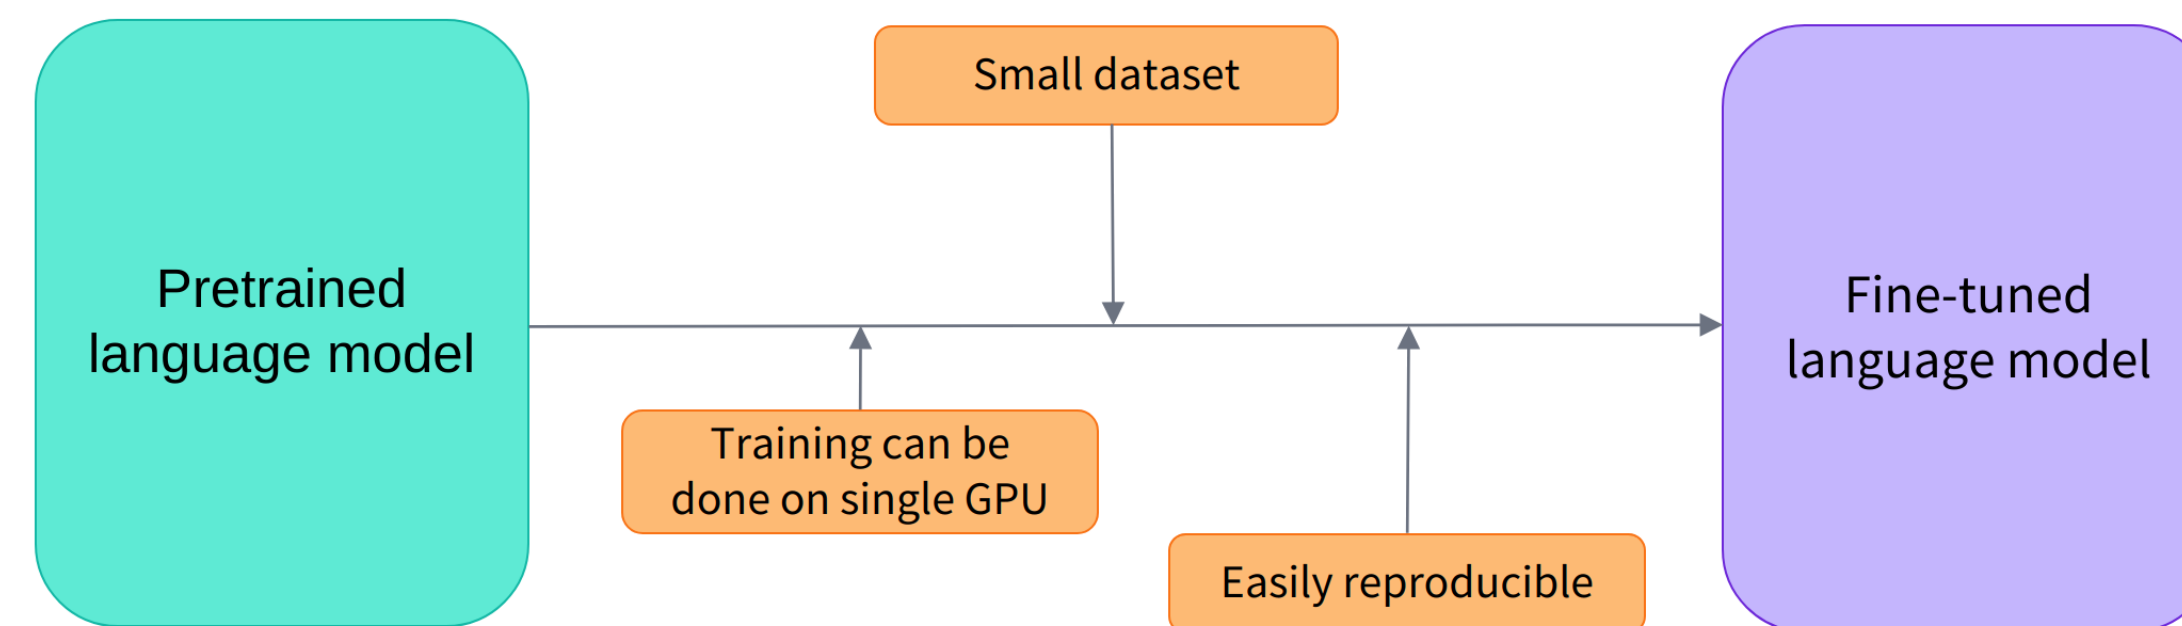 Small dataset
Pretrained
language model
Fine-tuned
language model
Training can be
done on single GPU
Easily reproducible